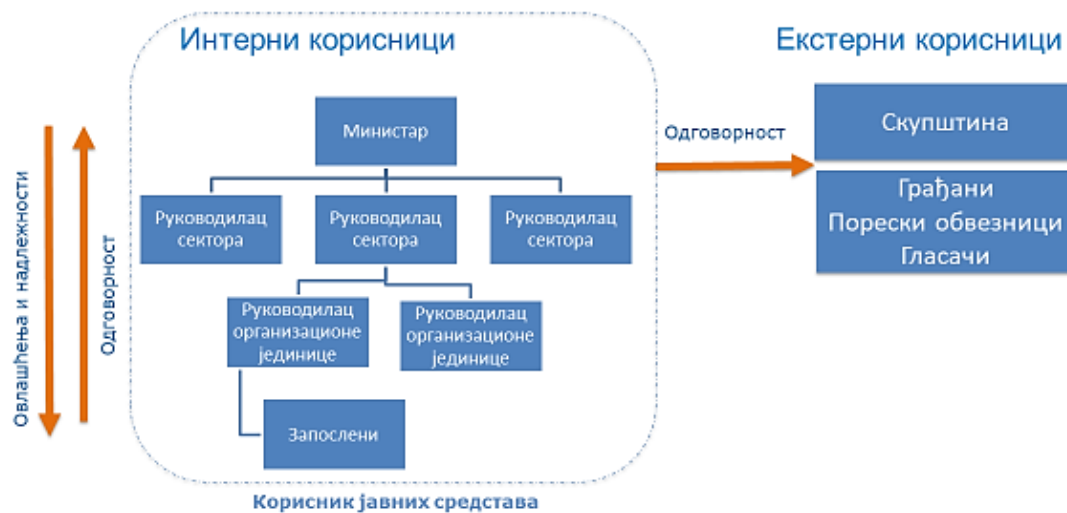 Интерни корисници
Екстерни корисници
Министар
Руководилац
сектора
Руководилац
сектора
Руководилац
сектора
Руководилац
организационе
јединице
Руководилац
организационе
јединице
Запослени
Корисник јавних средстава
Овлашћења и надлежности
Одговорност
Одговорност
Скупштина
Грађани
Порески обвезници
Гласачи